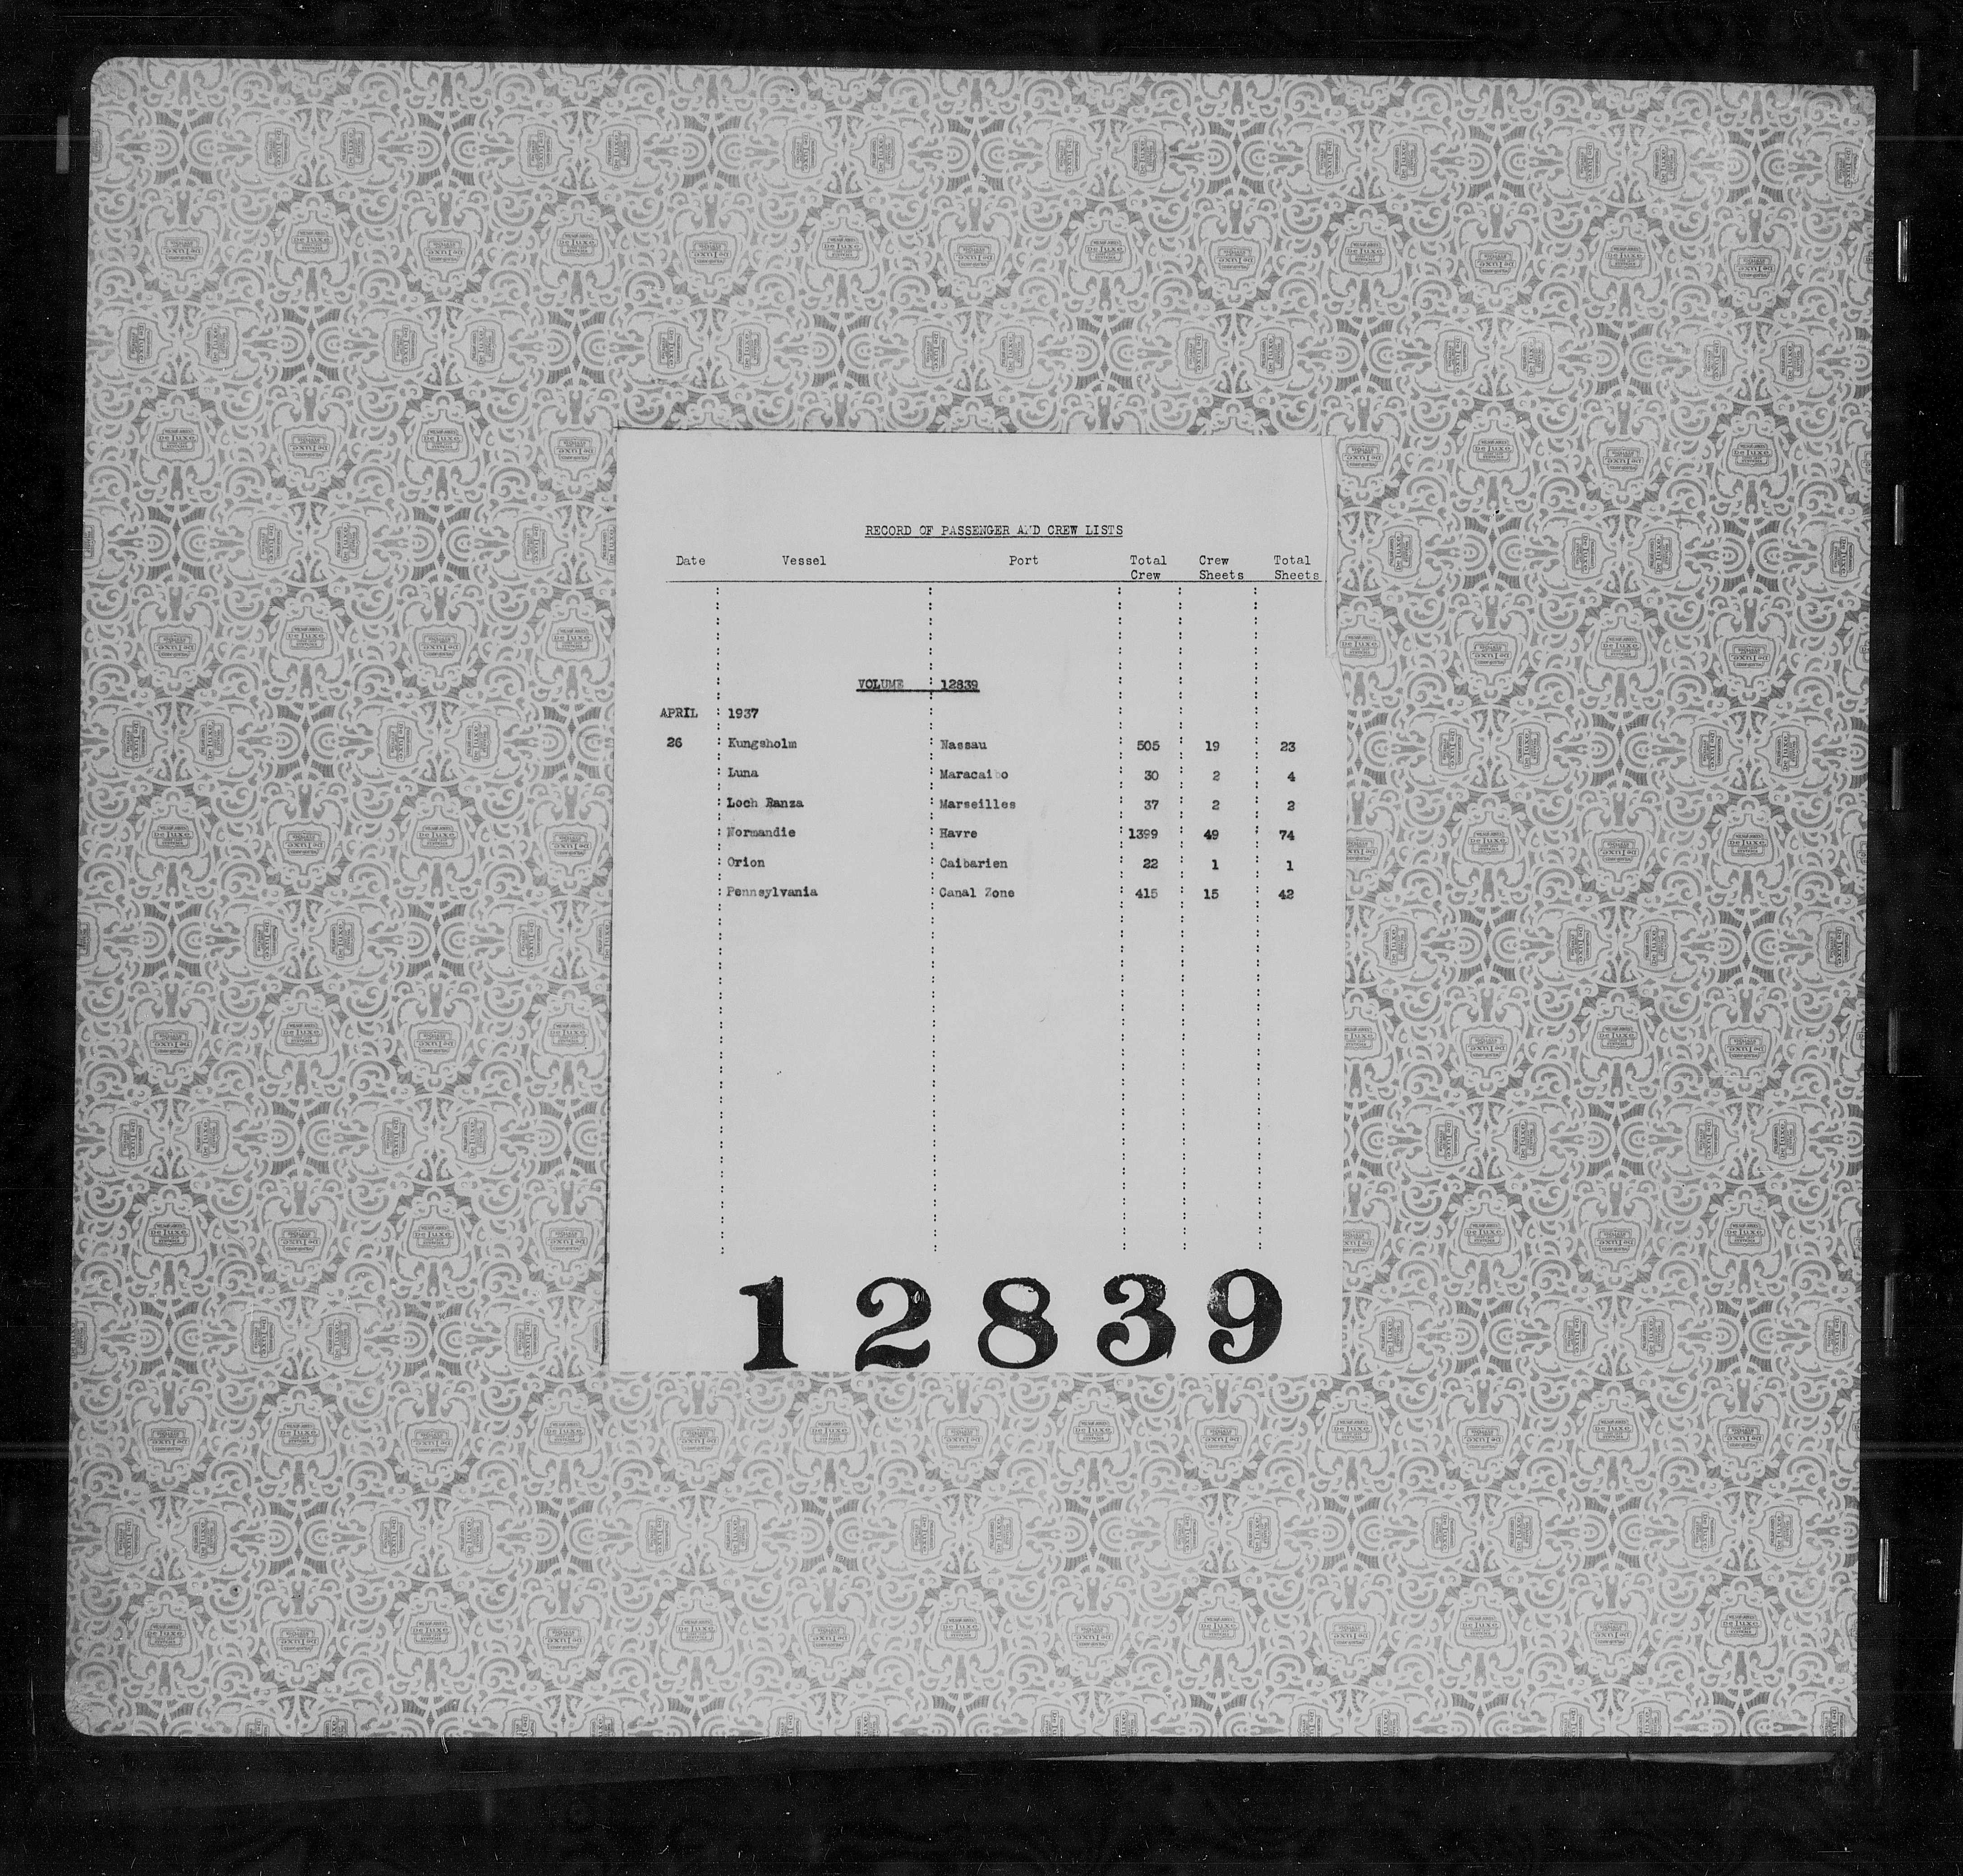 RECORD OF PASSENGER AND CREW LISTS
Date Vessel Port Total Crew Total
Crew Sheets Sheets
VOLUME 12839
APRIL 1937
26 Kungsholm Nassau 505 19 23
Luna Maracaibo 30 2 4
Loch Ranza Marseilles 37 2 2
Normandie Havre 1399 49 74
Orion Caibarien 22 1 1
Pennsylvania Canal Zone 415 15 42
12839
De Luxe